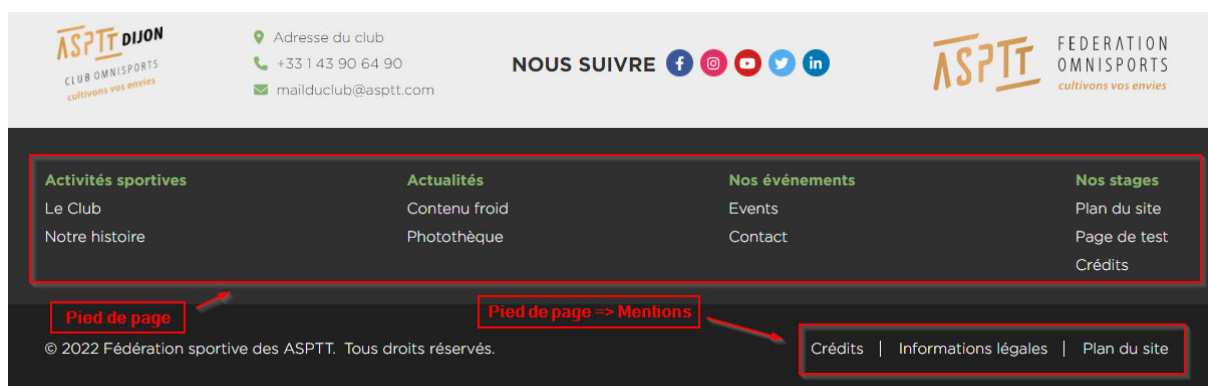 ASPTT DIJON
CLUB OMNISPORTS
cultivons vos envies
Adresse du club
+33 1 43 90 64 90
mailduclub@asptt.com
NOUS SUIVRE
ASPTT
FEDERATION
OMNISPORTS
cultivons vos envies
Activités sportives
Le Club
Notre histoire
Actualités
Contenu froid
Photothèque
Nos événements
Events
Contact
Nos stages
Plan du site
Page de test
Crédits
Pied de page
Pied de page => Mentions
© 2022 Fédération sportive des ASPTT. Tous droits réservés.
Crédits | Informations légales | Plan du site